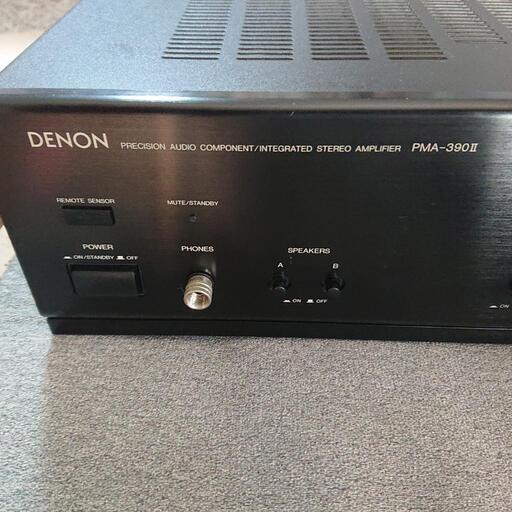 DENON PRECISION AUDIO COMPONENT/INTEGRATED STEREO AMPLIFIER PMA-390II
REMOTE SENSOR MUTE/STANDBY
POWER PHONES SPEAKERS
ON/STANDBY OFF A B
ON OFF ON